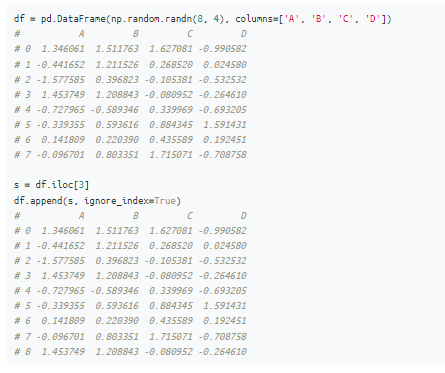 df = pd.DataFrame(np.random.randn(8, 4), columns=['A', 'B', 'C', 'D'])
#           A         B         C         D
# 0  1.346061  1.511763  1.627081 -0.990582
# 1 -0.441652  1.211526  0.268520  0.024580
# 2 -1.577585  0.396823 -0.105381 -0.532532
# 3  1.453749  1.208843 -0.080952 -0.264610
# 4 -0.727965 -0.589346  0.339969 -0.693205
# 5 -0.339355  0.593616  0.884345  1.591431
# 6  0.141809  0.220390  0.435589  0.192451
# 7 -0.096701  0.803351  1.715071 -0.708758
s = df.iloc[3]
df.append(s, ignore_index=True)
#           A         B         C         D
# 0  1.346061  1.511763  1.627081 -0.990582
# 1 -0.441652  1.211526  0.268520  0.024580
# 2 -1.577585  0.396823 -0.105381 -0.532532
# 3  1.453749  1.208843 -0.080952 -0.264610
# 4 -0.727965 -0.589346  0.339969 -0.693205
# 5 -0.339355  0.593616  0.884345  1.591431
# 6  0.141809  0.220390  0.435589  0.192451
# 7 -0.096701  0.803351  1.715071 -0.708758
# 8  1.453749  1.208843 -0.080952 -0.264610